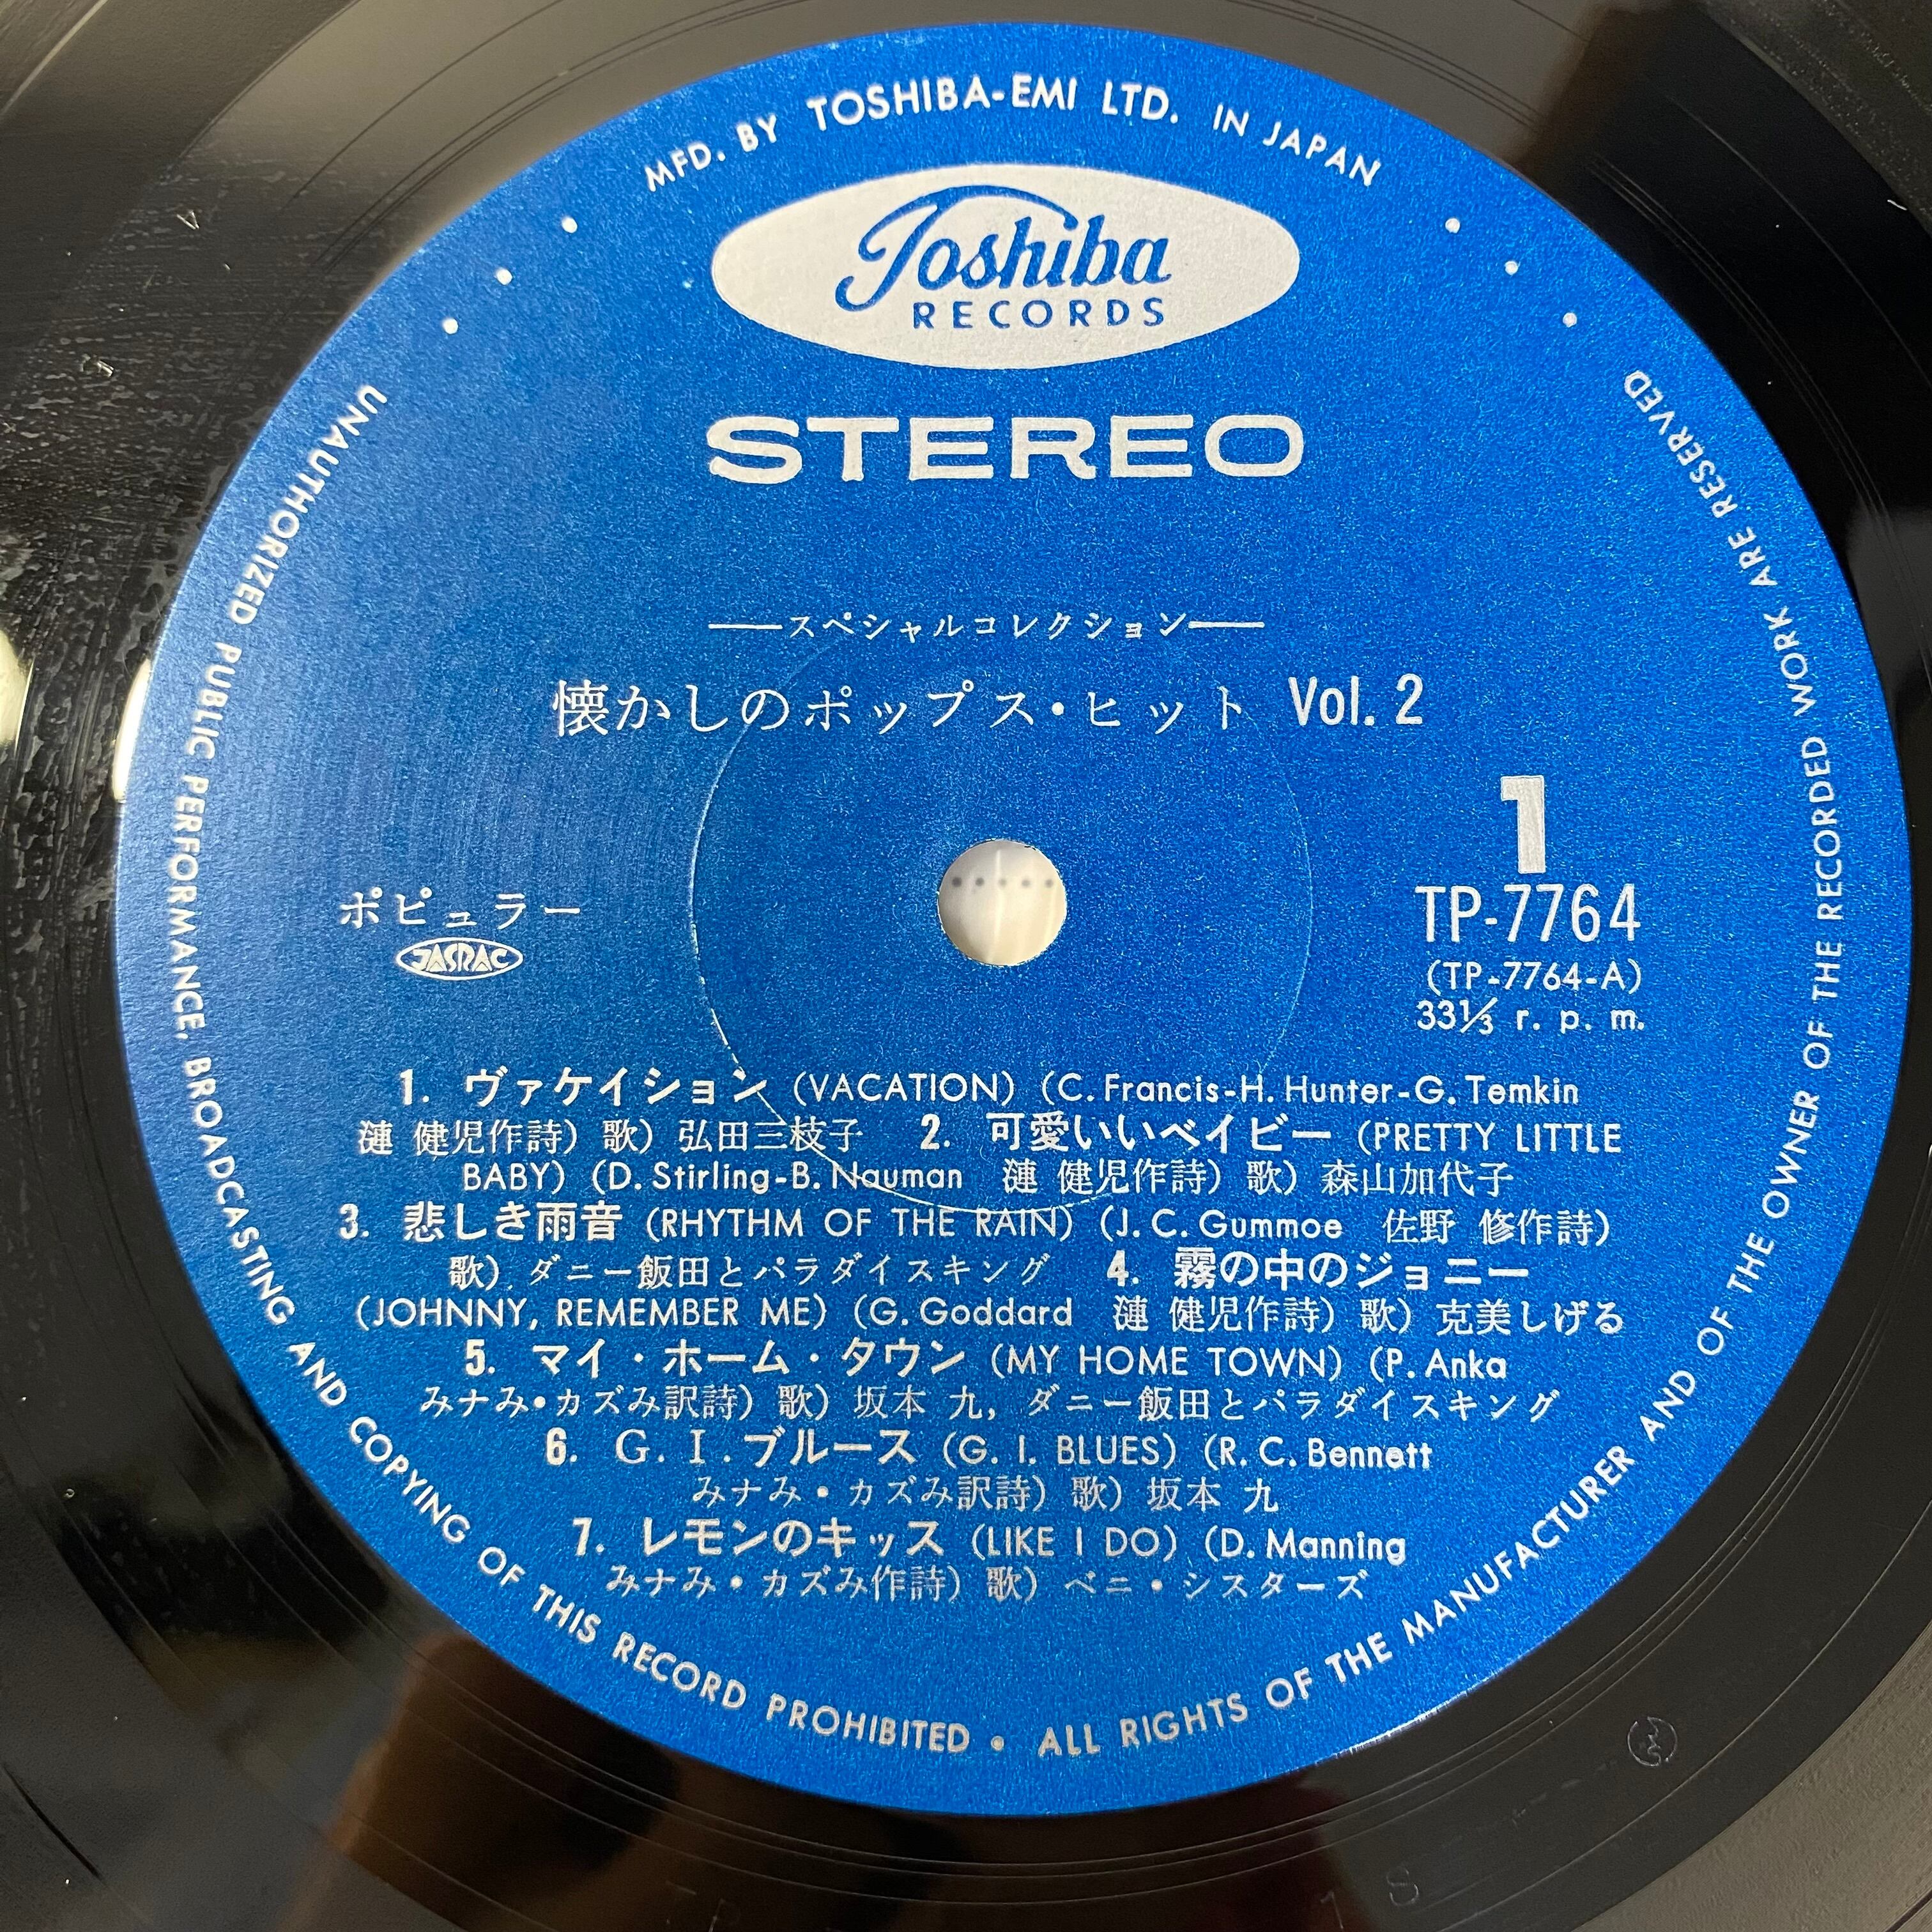 MFD. BY TOSHIBA-EMI LTD. IN JAPAN
Toshiba
RECORDS
STEREO
スペシャルコレクション
懐かしのポップス・ヒット Vol. 2
1
ポピュラー
TP-7764
JASRAC
(TP-7764-A)
33⅓ r. p. m.
1. ヴァケイション (VACATION) (C. Francis-H. Hunter-G. Temkin
漣 健児作詩) 歌) 弘田三枝子 2. 可愛いいベイビー (PRETTY LITTLE
BABY) (D. Stirling-B. Nauman 漣 健児作詩) 歌) 森山加代子
3. 悲しき雨音 (RHYTHM OF THE RAIN) (J. C. Gummoe 佐野 修作詩)
歌) ダニー飯田とパラダイスキング 4. 霧の中のジョニー
(JOHNNY, REMEMBER ME) (G. Goddard 漣 健児作詩) 歌) 克美しげる
5. マイ・ホーム・タウン (MY HOME TOWN) (P. Anka
みナみ・カズみ訳詩) 歌) 坂本 九, ダニー飯田とパラダイスキング
6. G. I. ブルース (G. I. BLUES) (R. C. Bennett
みナみ・カズみ訳詩) 歌) 坂本 九
7. レモンのキッス (LIKE I DO) (D. Manning
みナみ・カズみ作詩) 歌) ベニ・シスターズ
UNAUTHORIZED PUBLIC PERFORMANCE, BROADCASTING AND COPYING OF THIS RECORD PROHIBITED • ALL RIGHTS OF THE MANUFACTURER AND OF THE OWNER OF THE RECORDED WORK ARE RESERVED